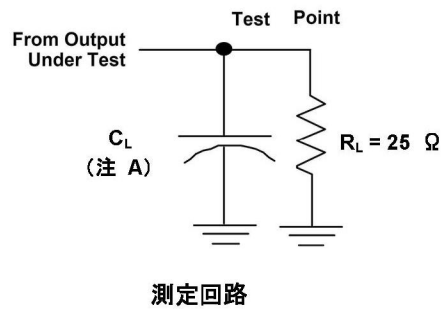 Test Point
From Output
Under Test
CL
(注 A)
RL = 25 Ω
測定回路